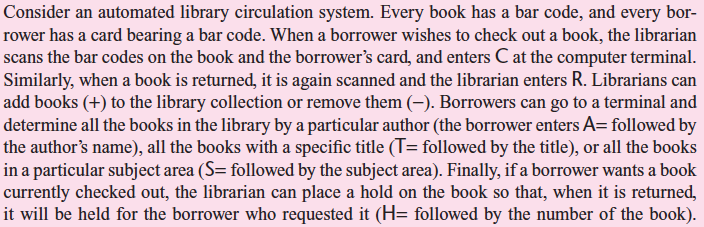 Consider an automated library circulation system. Every book has a bar code, and every bor-
rower has a card bearing a bar code. When a borrower wishes to check out a book, the librarian
scans the bar codes on the book and the borrower's card, and enters C at the computer terminal.
Similarly, when a book is returned, it is again scanned and the librarian enters R. Librarians can
add books (+) to the library collection or remove them (−). Borrowers can go to a terminal and
determine all the books in the library by a particular author (the borrower enters A= followed by
the author's name), all the books with a specific title (T= followed by the title), or all the books
in a particular subject area (S= followed by the subject area). Finally, if a borrower wants a book
currently checked out, the librarian can place a hold on the book so that, when it is returned,
it will be held for the borrower who requested it (H= followed by the number of the book).